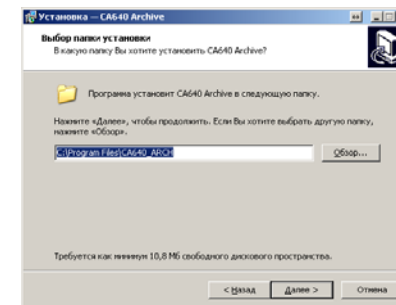 Установка — CA640 Archive
Выбор папки установки
В какую папку Вы хотите установить CA640 Archive?
Программа установит CA640 Archive в следующую папку.
Нажмите «Далее», чтобы продолжить. Если Вы хотите выбрать другую папку,
нажмите «Обзор».
C:\Program Files\CA640_ARCH
Обзор...
Требуется как минимум 10,8 Мб свободного дискового пространства.
< Назад
Далее >
Отмена